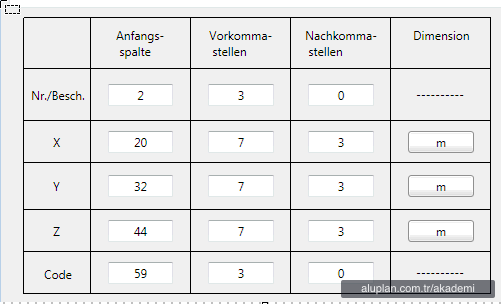 Anfangs-
spalte
Vorkomma-
stellen
Nachkomma-
stellen
Dimension
Nr./Besch. 2 3 0 ----------
X 20 7 3 m
Y 32 7 3 m
Z 44 7 3 m
Code 59 3 0 ----------
aluplan.com.tr/akademi